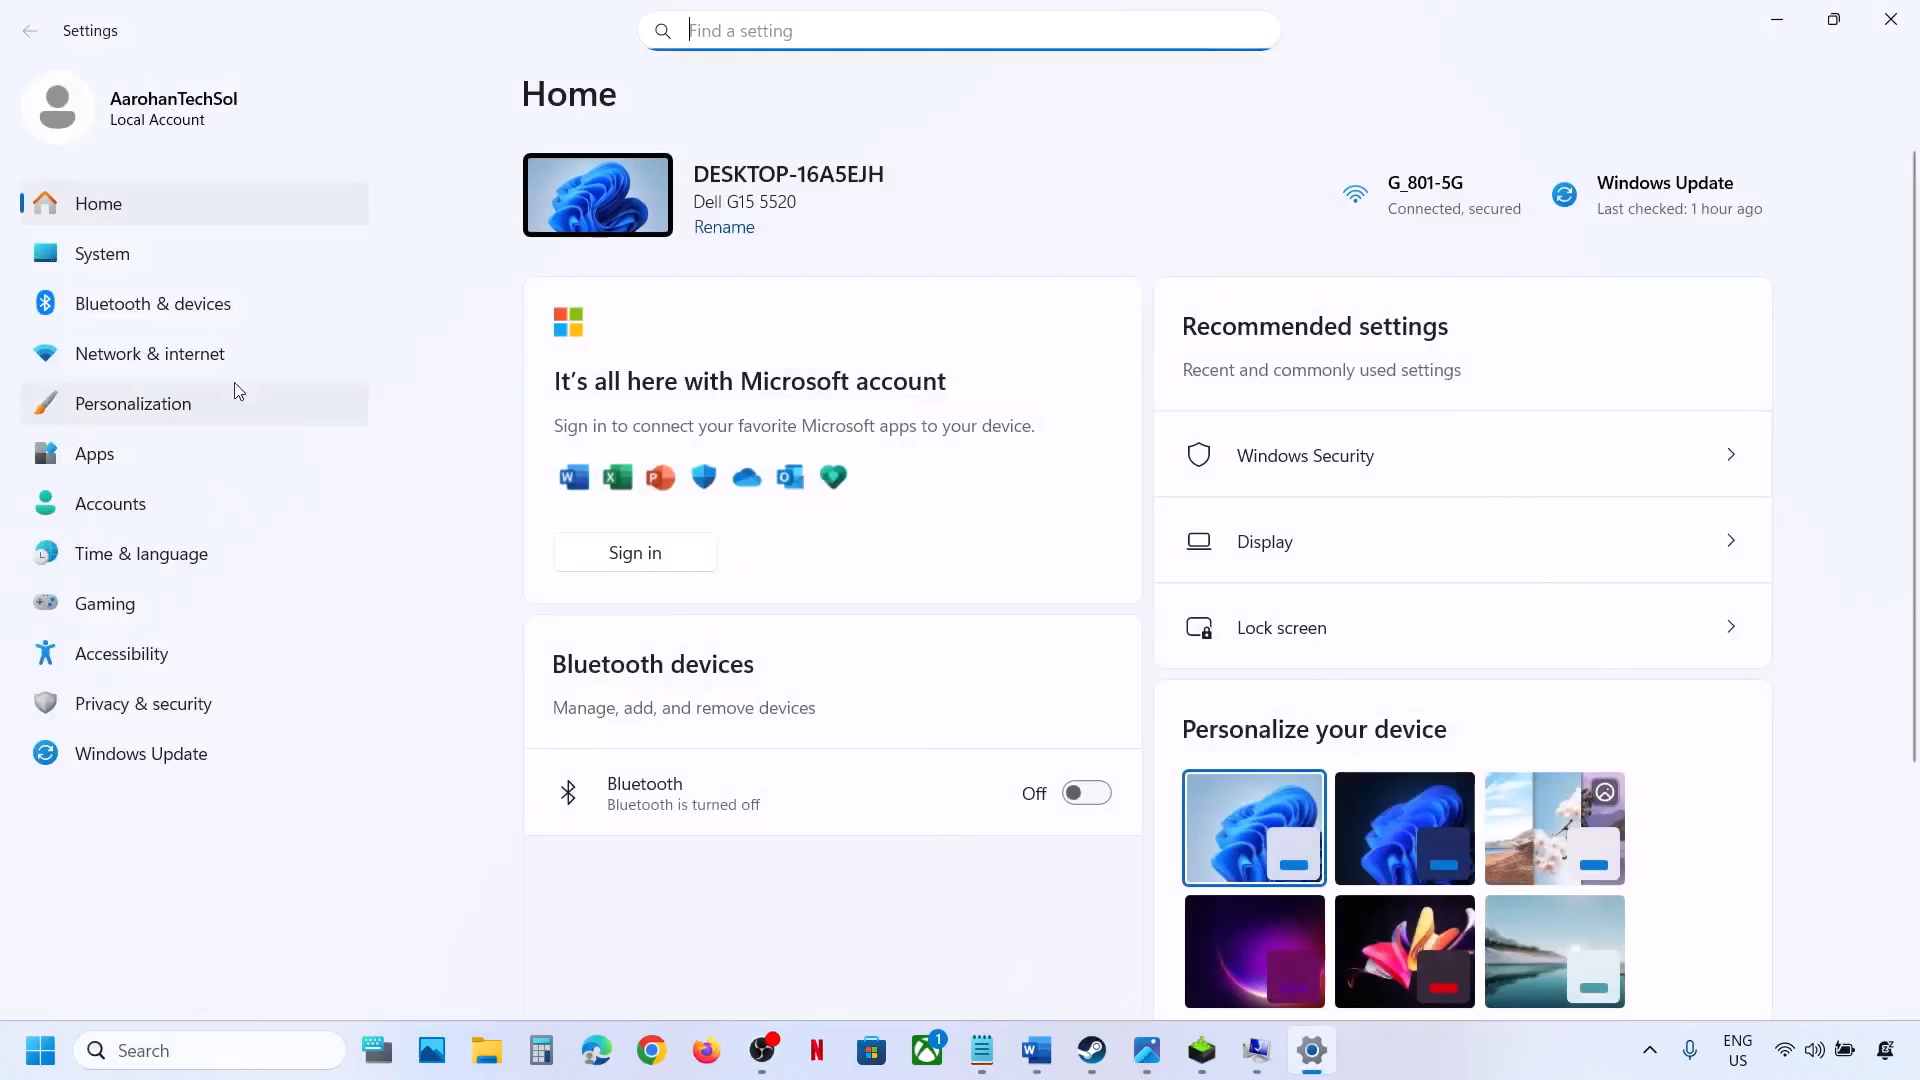 Settings
Find a setting
AarohanTechSol
Local Account
Home
System
Bluetooth & devices
Network & internet
Personalization
Apps
Accounts
Time & language
Gaming
Accessibility
Privacy & security
Windows Update
Home
DESKTOP-16A5EJH
Dell G15 5520
Rename
G_801-5G
Connected, secured
Windows Update
Last checked: 1 hour ago
It's all here with Microsoft account
Sign in to connect your favorite Microsoft apps to your device.
Sign in
Bluetooth devices
Manage, add, and remove devices
Bluetooth
Bluetooth is turned off
Off
Recommended settings
Recent and commonly used settings
Windows Security
Display
Lock screen
Personalize your device
Search
1
ENG
US